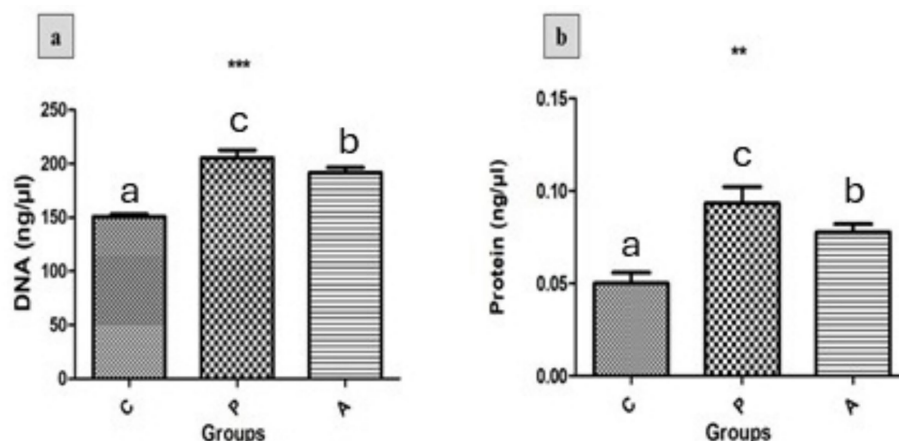 a
***
DNA (ng/µl)
250
200
150
100
50
0
a
c
b
C
P
A
Groups
b
**
Protein (ng/µl)
0.15
0.10
0.05
0.00
a
c
b
C
P
A
Groups